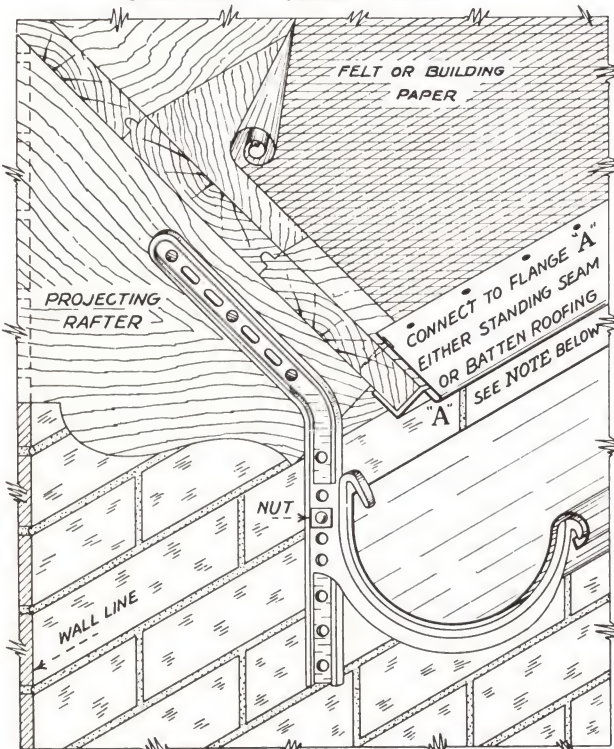 FELT OR BUILDING
PAPER
CONNECT TO FLANGE "A"
EITHER STANDING SEAM
OR BATTEN ROOFING
SEE NOTE BELOW
"A"
PROJECTING
RAFTER
NUT
WALL LINE